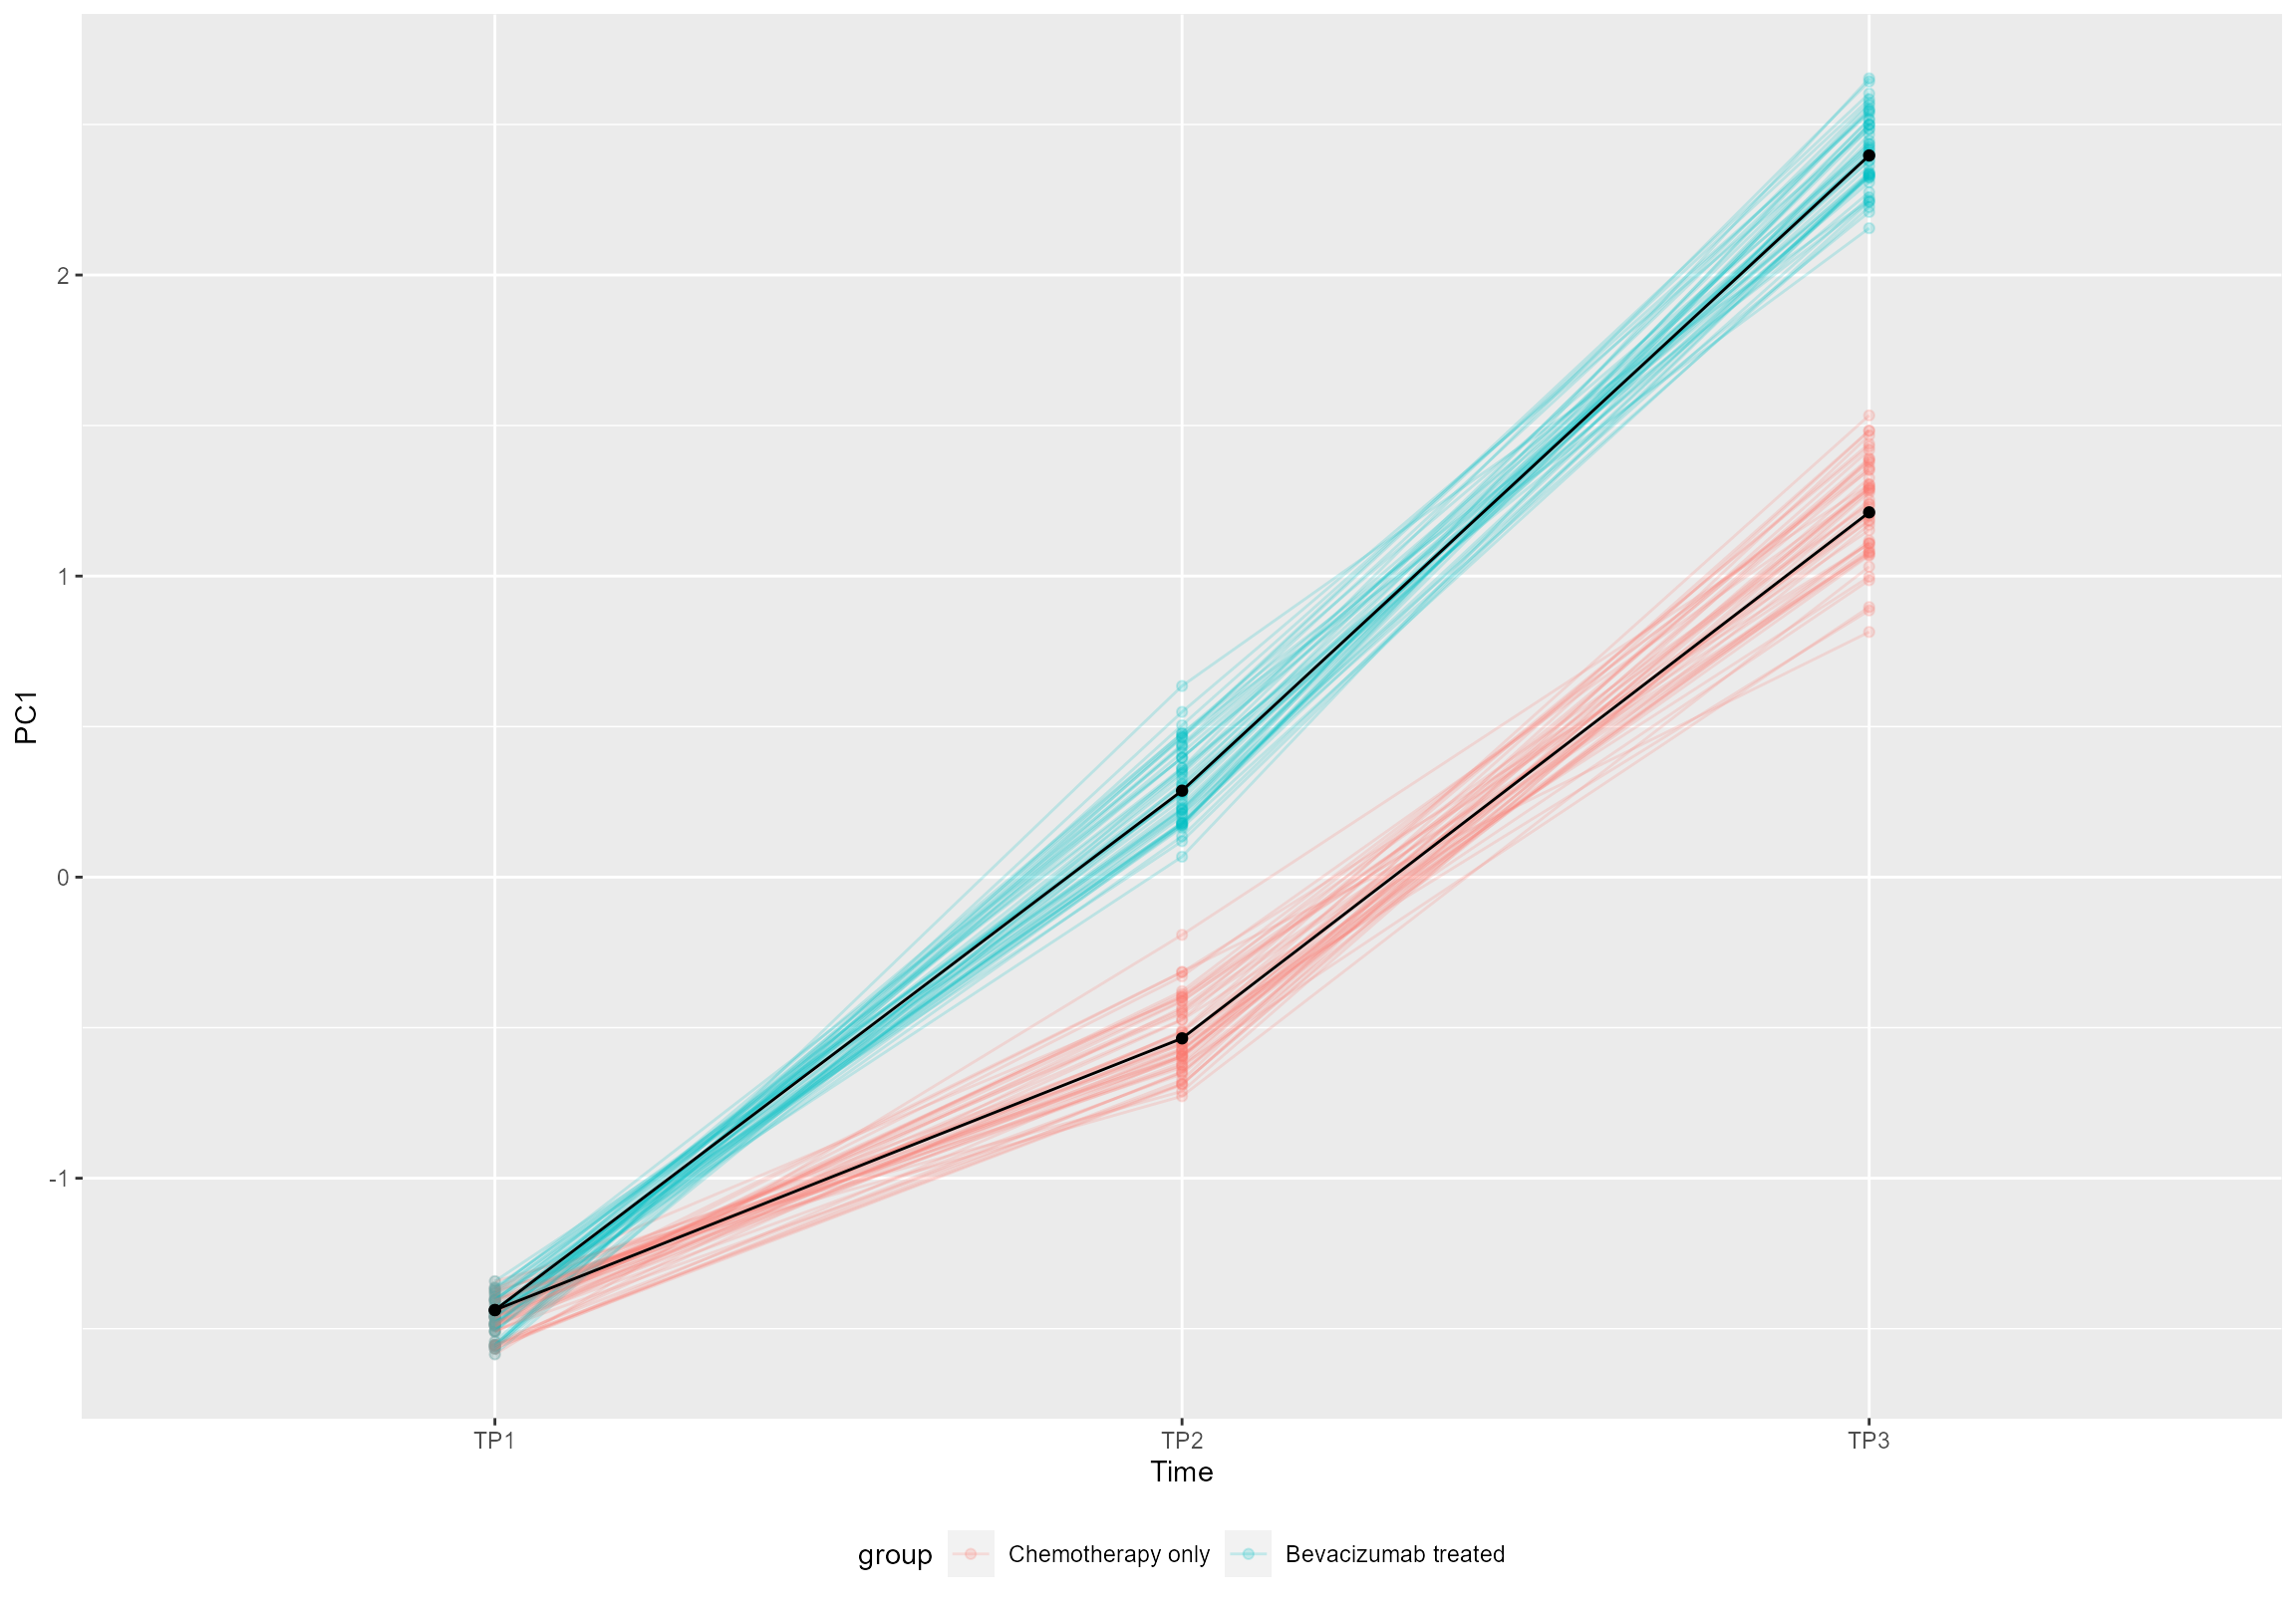 PC1
2
1
0
-1
TP1 TP2 TP3
Time
group Chemotherapy only Bevacizumab treated